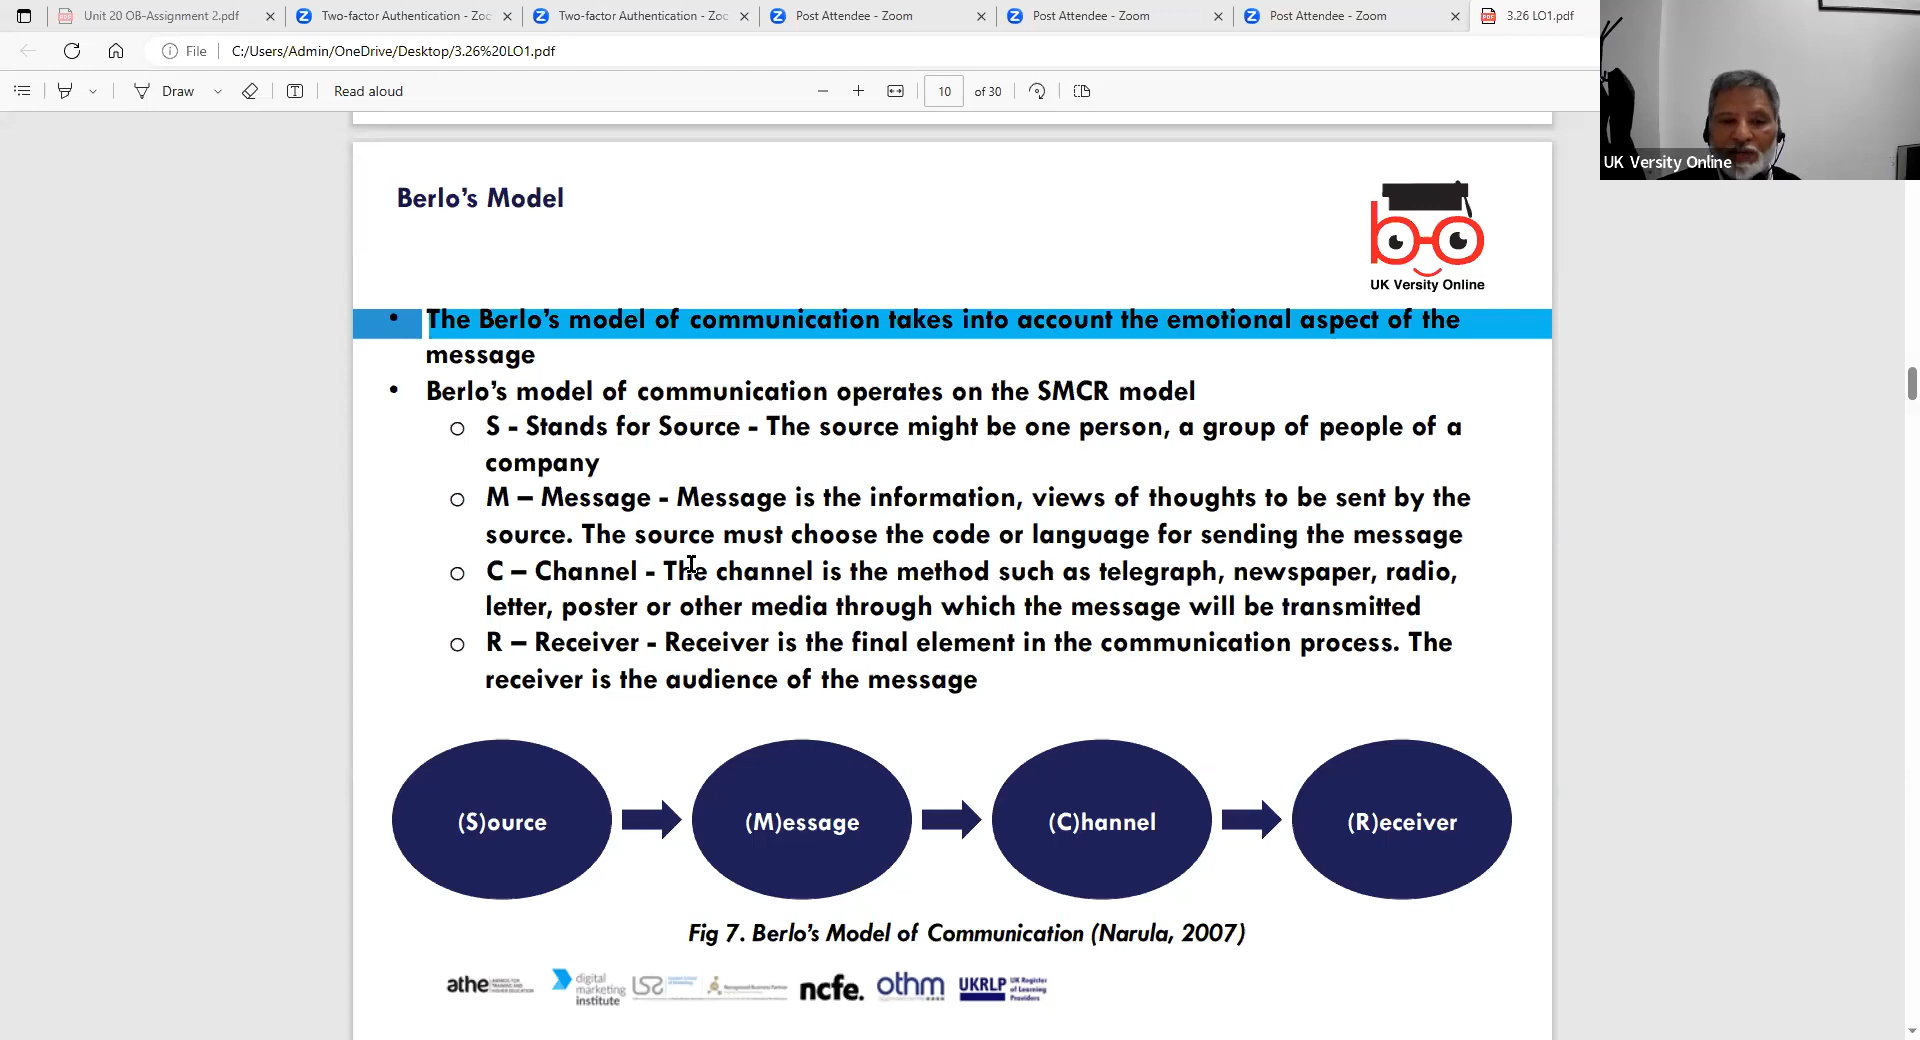 Unit 20 OB-Assignment 2.pdf
Two-factor Authentication - Zoo
Two-factor Authentication - Zoo
Post Attendee - Zoom
Post Attendee - Zoom
Post Attendee - Zoom
3.26 LO1.pdf
File
C:/Users/Admin/OneDrive/Desktop/3.26%20LO1.pdf
Draw
Read aloud
10 of 30
UK Versity Online
Berlo's Model
UK Versity Online
• The Berlo's model of communication takes into account the emotional aspect of the
message
• Berlo's model of communication operates on the SMCR model
o S - Stands for Source - The source might be one person, a group of people of a
company
o M – Message - Message is the information, views of thoughts to be sent by the
source. The source must choose the code or language for sending the message
o C – Channel - The channel is the method such as telegraph, newspaper, radio,
letter, poster or other media through which the message will be transmitted
o R – Receiver - Receiver is the final element in the communication process. The
receiver is the audience of the message
(S)ource
(M)essage
(C)hannel
(R)eceiver
Fig 7. Berlo's Model of Communication (Narula, 2007)
athe
digital
marketing
institute
LSS
ncfe.
othm
UKRLP
UK Register
of Learning
Providers